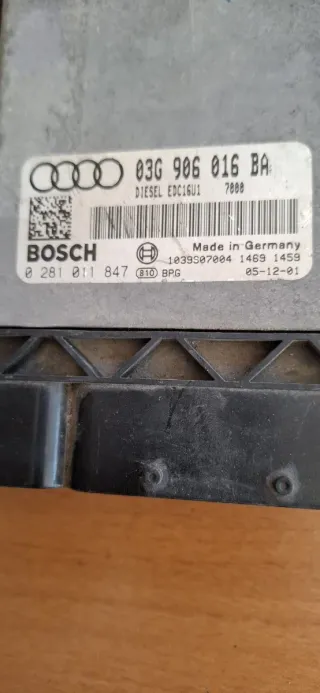 03G 906 016 BA
DIESEL EDC16U1 7000
BOSCH Made in Germany
1039S07004 1469 1459
0 281 011 847 810 BPG 05-12-01